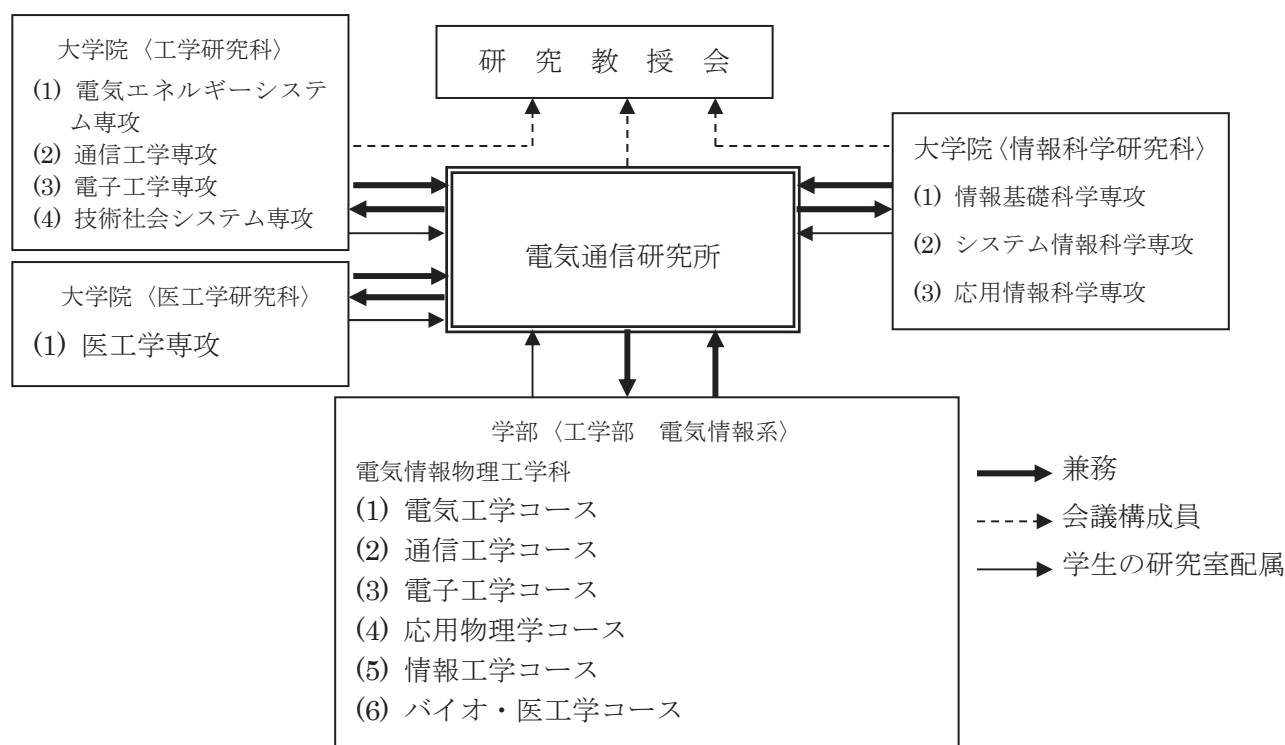 大学院〈工学研究科〉
(1) 電気エネルギーシステ
ム専攻
(2) 通信工学専攻
(3) 電子工学専攻
(4) 技術社会システム専攻
研 究 教 授 会
大学院〈情報科学研究科〉
(1) 情報基礎科学専攻
(2) システム情報科学専攻
(3) 応用情報科学専攻
電気通信研究所
大学院〈医工学研究科〉
(1) 医工学専攻
学部〈工学部　電気情報系〉
電気情報物理工学科
(1) 電気工学コース
(2) 通信工学コース
(3) 電子工学コース
(4) 応用物理学コース
(5) 情報工学コース
(6) バイオ・医工学コース
兼務
会議構成員
学生の研究室配属